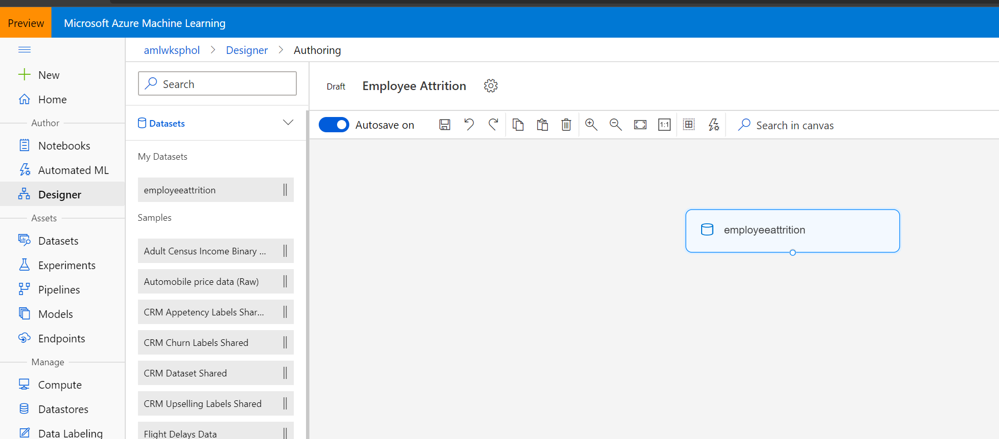 Preview
Microsoft Azure Machine Learning
New
Home
Author
Notebooks
Automated ML
Designer
Assets
Datasets
Experiments
Pipelines
Models
Endpoints
Manage
Compute
Datastores
Data Labeling
amlwksphol > Designer > Authoring
Search
Datasets
My Datasets
employeeattrition
Samples
Adult Census Income Binary ...
Automobile price data (Raw)
CRM Appetency Labels Shar...
CRM Churn Labels Shared
CRM Dataset Shared
CRM Upselling Labels Shared
Flight Delays Data
Draft Employee Attrition
Autosave on
1:1
Search in canvas
employeeattrition